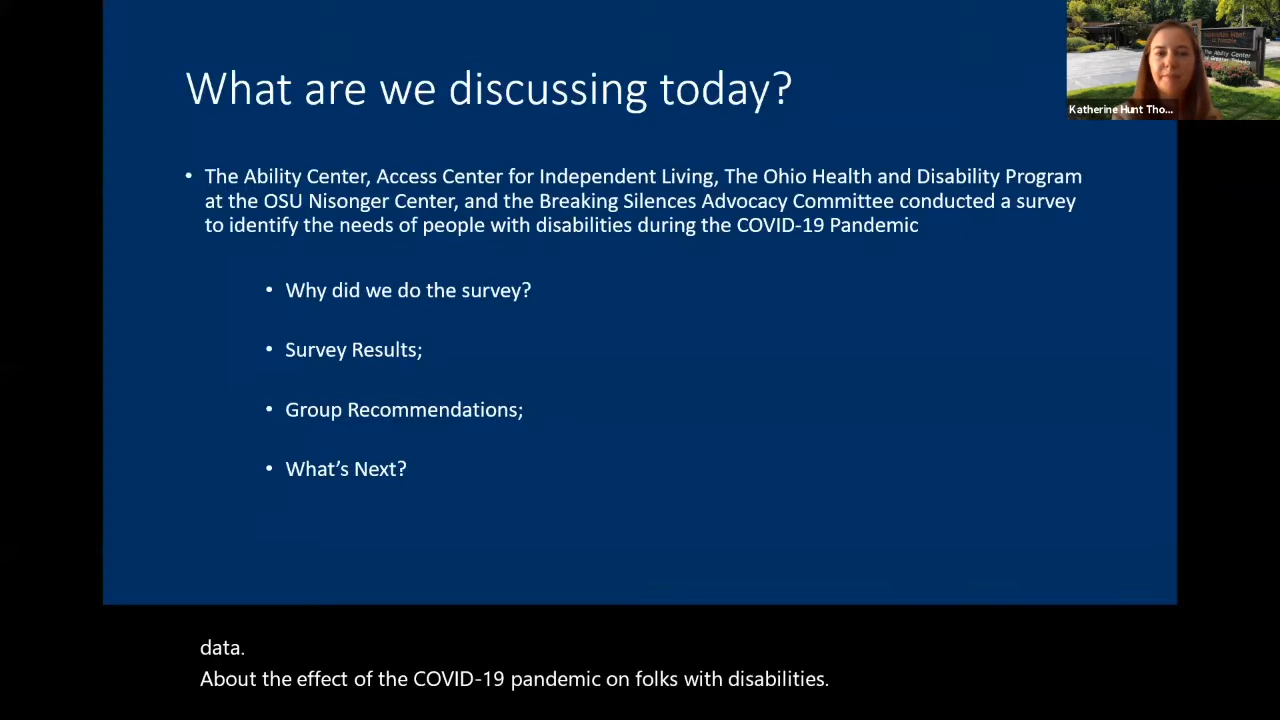 What are we discussing today?
• The Ability Center, Access Center for Independent Living, The Ohio Health and Disability Program
at the OSU Nisonger Center, and the Breaking Silences Advocacy Committee conducted a survey
to identify the needs of people with disabilities during the COVID-19 Pandemic
• Why did we do the survey?
• Survey Results;
• Group Recommendations;
• What's Next?
The Ability Center
Katherine Hunt Tho...
data.
About the effect of the COVID-19 pandemic on folks with disabilities.